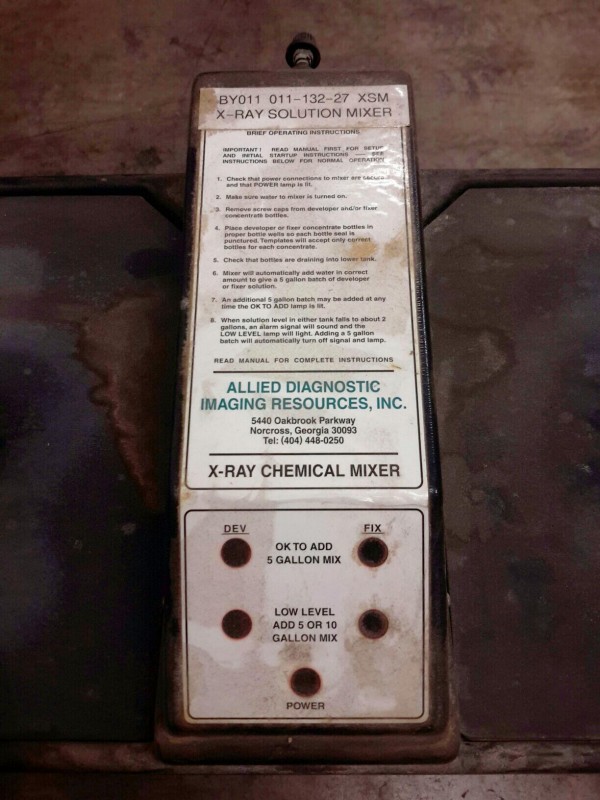 BY011 011-132-27 XSM
X-RAY SOLUTION MIXER
BRIEF OPERATING INSTRUCTIONS
IMPORTANT! READ MANUAL FIRST FOR SETUP
AND INITIAL STARTUP INSTRUCTIONS — SEE
INSTRUCTIONS BELOW FOR NORMAL OPERATION
1. Check that power connections to mixer are secure
and that POWER lamp is lit.
2. Make sure water to mixer is turned on.
3. Remove screw caps from developer and/or fixer
concentrate bottles.
4. Place developer or fixer concentrate bottles in
proper bottle wells so each bottle seal is
punctured. Templates will accept only correct
bottles for each concentrate.
5. Check that bottles are draining into lower tank.
6. Mixer will automatically add water in correct
amount to give a 5 gallon batch of developer
or fixer solution.
7. An additional 5 gallon batch may be added at any
time the OK TO ADD lamp is lit.
8. When solution level in either tank falls to about 2
gallons, an alarm signal will sound and the
LOW LEVEL lamp will light. Adding a 5 gallon
batch will automatically turn off signal and lamp.
READ MANUAL FOR COMPLETE INSTRUCTIONS
ALLIED DIAGNOSTIC
IMAGING RESOURCES, INC.
5440 Oakbrook Parkway
Norcross, Georgia 30093
Tel: (404) 448-0250
X-RAY CHEMICAL MIXER
DEV FIX
OK TO ADD
5 GALLON MIX
LOW LEVEL
ADD 5 OR 10
GALLON MIX
POWER